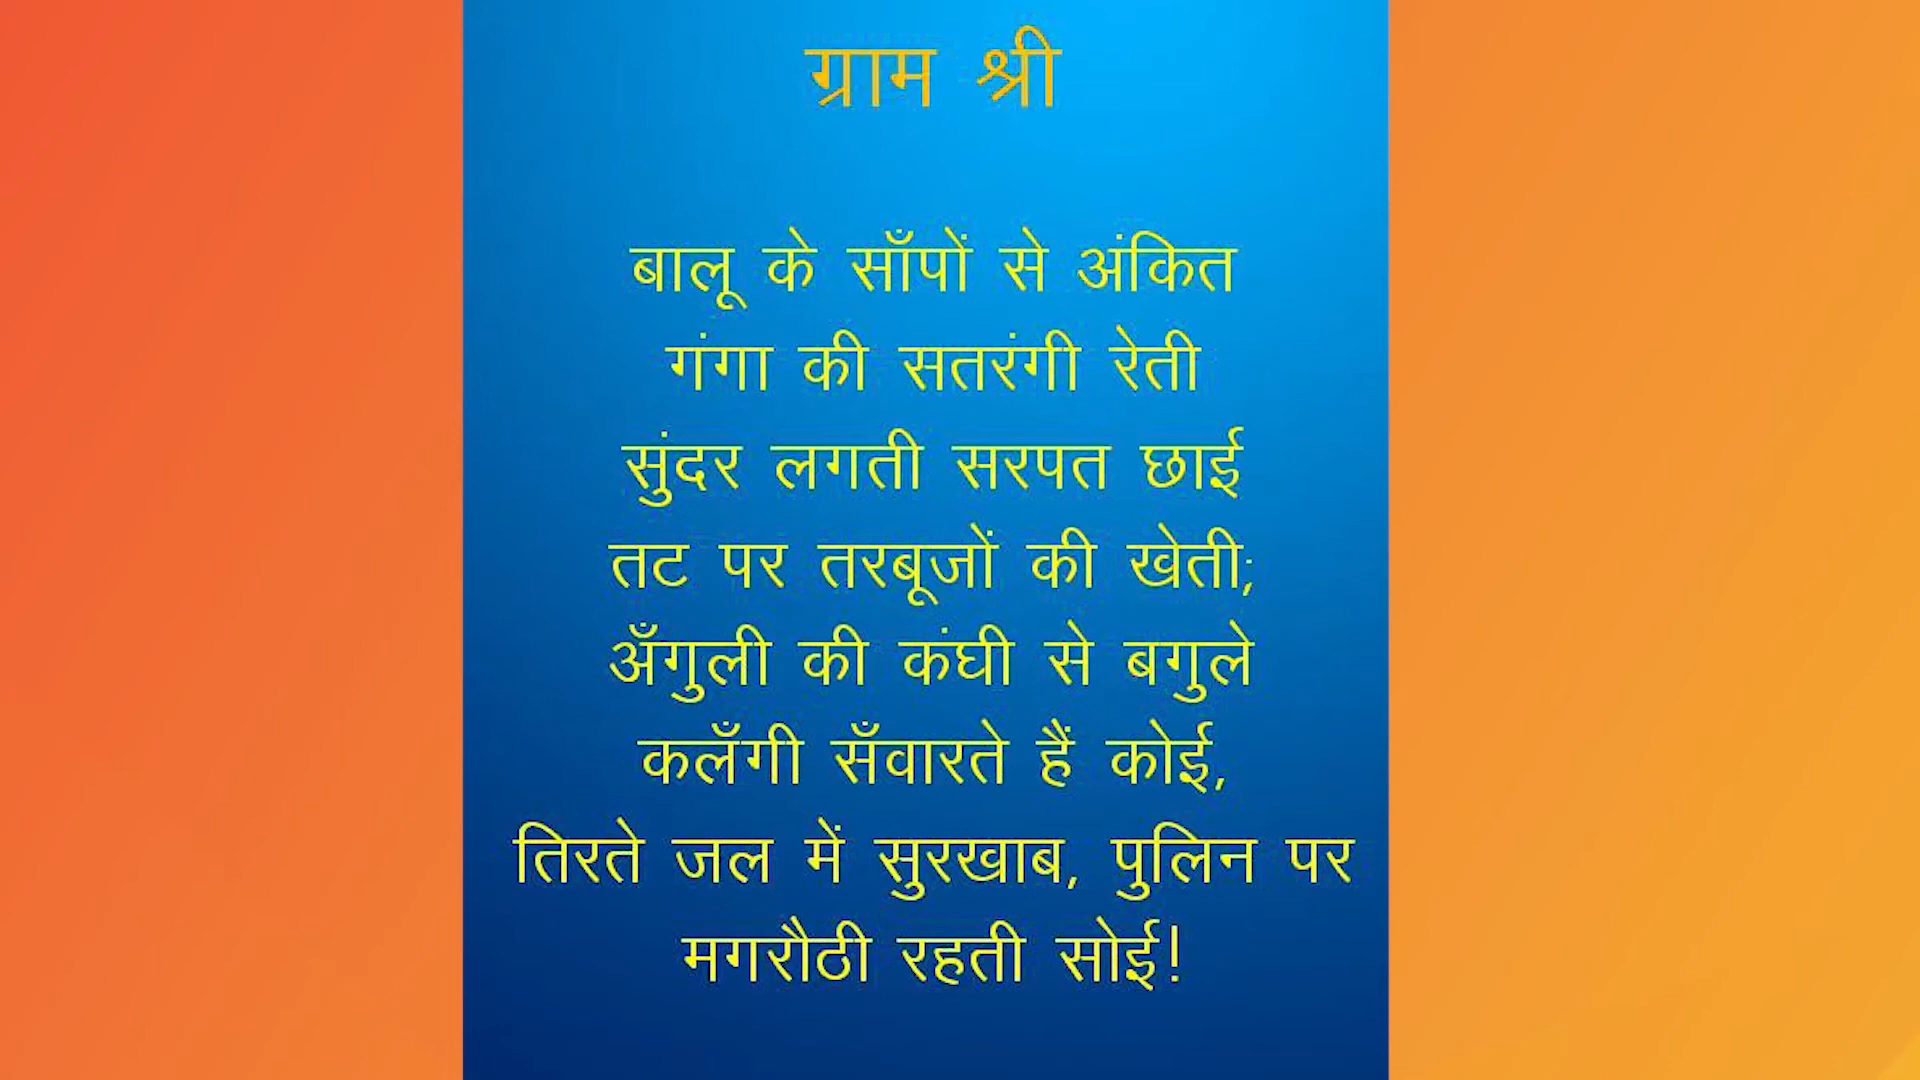 ग्राम श्री
बालू के साँपों से अंकित
गंगा की सतरंगी रेती
सुंदर लगती सरपत छाई
तट पर तरबूजों की खेती;
अँगुली की कंघी से बगुले
कलँगी सँवारते हैं कोई,
तिरते जल में सुरखाब, पुलिन पर
मगरौठी रहती सोई!